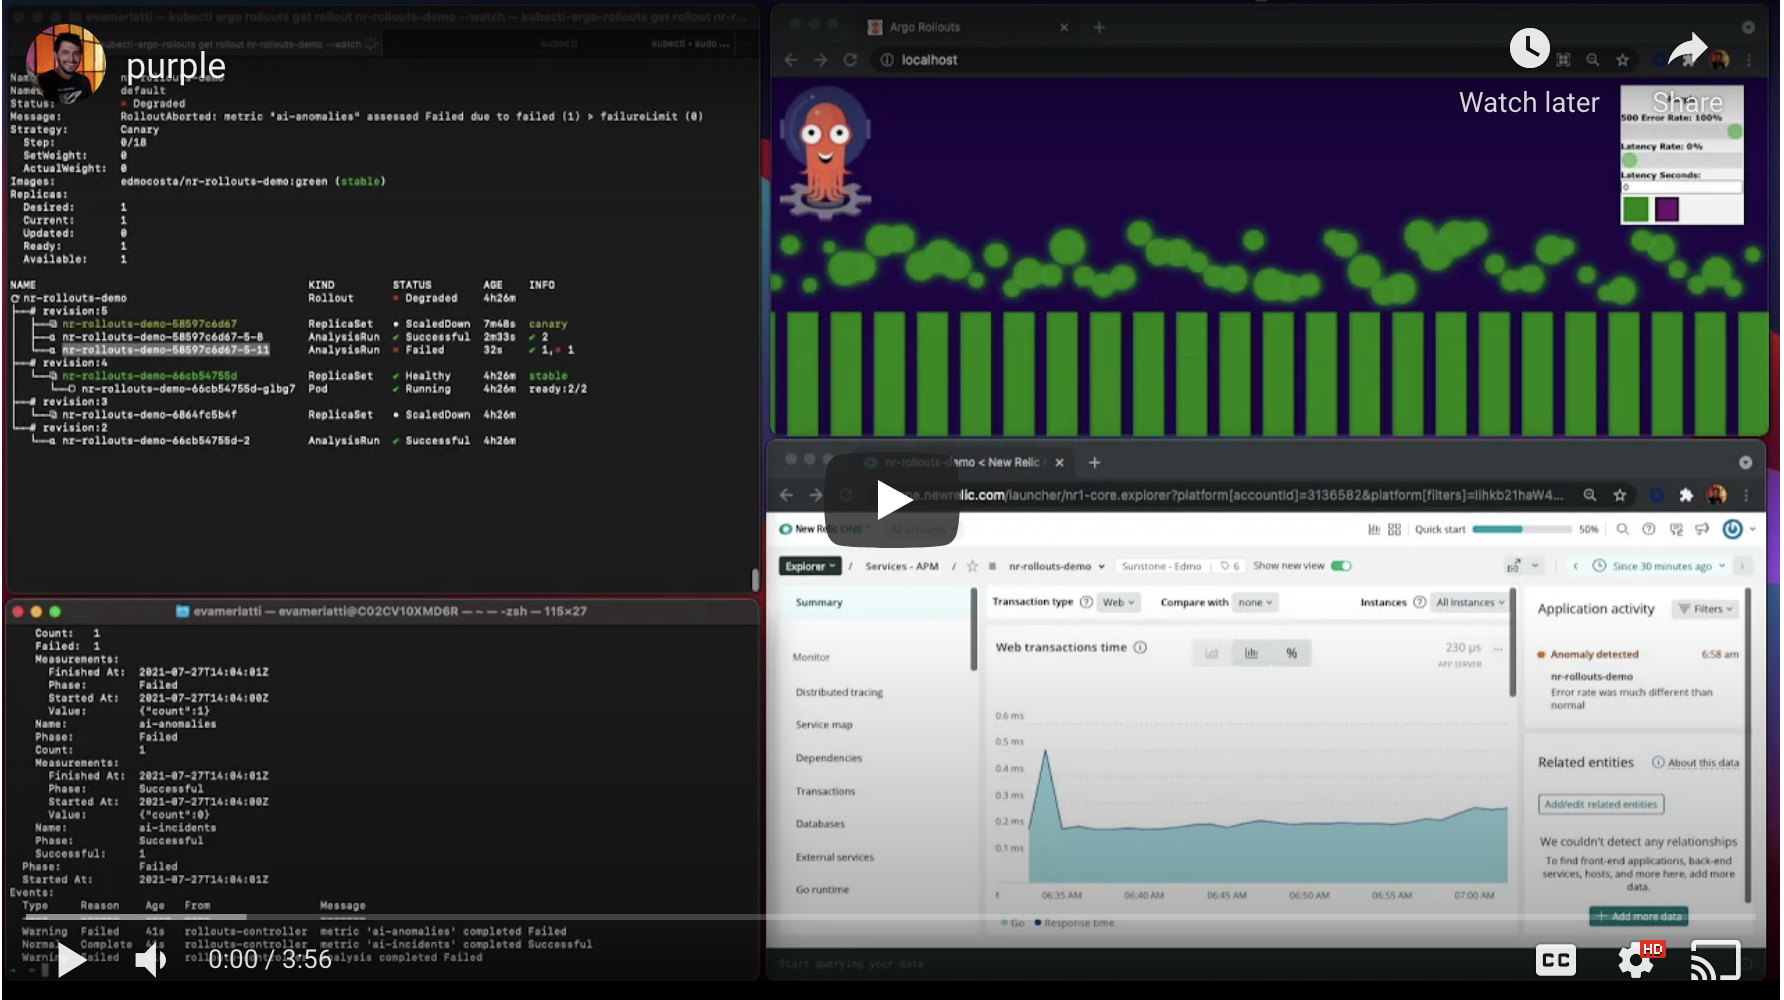 evamerlatti — kubectl argo rollouts get rollout nr-rollouts-demo --watch — kubectl-argo-rollouts get rollout nr-r...
kubectl-argo-rollouts get rollout nr-rollouts-demo --watch
kubectl
kubectl • sudo ...
purple
Name: nr-rollouts-demo
default
Status: ✖ Degraded
Message: RolloutAborted: metric "ai-anomalies" assessed Failed due to failed (1) > failureLimit (0)
Strategy: Canary
Step: 0/18
SetWeight: 0
ActualWeight: 0
Images: edmocosta/nr-rollouts-demo:green (stable)
Replicas:
Desired: 1
Current: 1
Updated: 0
Ready: 1
Available: 1
NAME KIND STATUS AGE INFO
nr-rollouts-demo Rollout ✖ Degraded 4h26m
# revision:5
nr-rollouts-demo-58597c6d67 ReplicaSet • ScaledDown 7m48s canary
nr-rollouts-demo-58597c6d67-5-8 AnalysisRun ✔ Successful 2m33s ✔ 2
nr-rollouts-demo-58597c6d67-5-11 AnalysisRun ✖ Failed 32s ✔ 1,✖ 1
# revision:4
nr-rollouts-demo-66cb54755d ReplicaSet ✔ Healthy 4h26m stable
nr-rollouts-demo-66cb54755d-glbg7 Pod ✔ Running 4h26m ready:2/2
# revision:3
nr-rollouts-demo-6864fc5b4f ReplicaSet • ScaledDown 4h26m
# revision:2
nr-rollouts-demo-66cb54755d-2 AnalysisRun ✔ Successful 4h26m
Argo Rollouts
localhost
Watch later
Share
500 Error Rate: 100%
Latency Rate: 0%
Latency Seconds:
0
evamerlatti — evamerlatti@C02CV10XMD6R — ~ — -zsh — 115×27
Count: 1
Failed: 1
Measurements:
Finished At: 2021-07-27T14:04:01Z
Phase: Failed
Started At: 2021-07-27T14:04:00Z
Value: {"count":1}
Name: ai-anomalies
Phase: Failed
Count: 1
Measurements:
Finished At: 2021-07-27T14:04:01Z
Phase: Successful
Started At: 2021-07-27T14:04:00Z
Value: {"count":0}
Name: ai-incidents
Phase: Successful
Successful: 1
Phase: Failed
Started At: 2021-07-27T14:04:01Z
Events:
Type Reason Age From Message
Warning Failed 41s rollouts-controller metric 'ai-anomalies' completed Failed
Normal Complete 41s rollouts-controller metric 'ai-incidents' completed Successful
Warning Failed rollouts-controller analysis completed Failed
0:00 / 3:56
nr-rollouts-demo < New Relic
one.newrelic.com/launcher/nr1-core.explorer?platform[accountId]=3136582&platform[filters]=Iihkb21haW4...
New Relic ONE™
All accounts
Quick start
50%
Explorer / Services - APM / nr-rollouts-demo
Sunstone - Edmo
6
Show new view
Since 30 minutes ago
Summary
Monitor
Distributed tracing
Service map
Dependencies
Transactions
Databases
External services
Go runtime
Transaction type
Web
Compare with
none
Instances
All Instances
Web transactions time
%
230 µs
APP SERVER
0.6 ms
0.5 ms
0.4 ms
0.3 ms
0.2 ms
0.1 ms
06:35 AM
06:40 AM
06:45 AM
06:50 AM
06:55 AM
07:00 AM
Go
Response time
Application activity
Filters
Anomaly detected 6:58 am
nr-rollouts-demo
Error rate was much different than
normal
Related entities
About this data
Add/edit related entities
We couldn't detect any relationships
To find front-end applications, back-end
services, hosts, and more here, add more
data.
+ Add more data
Start querying your data
CC
HD